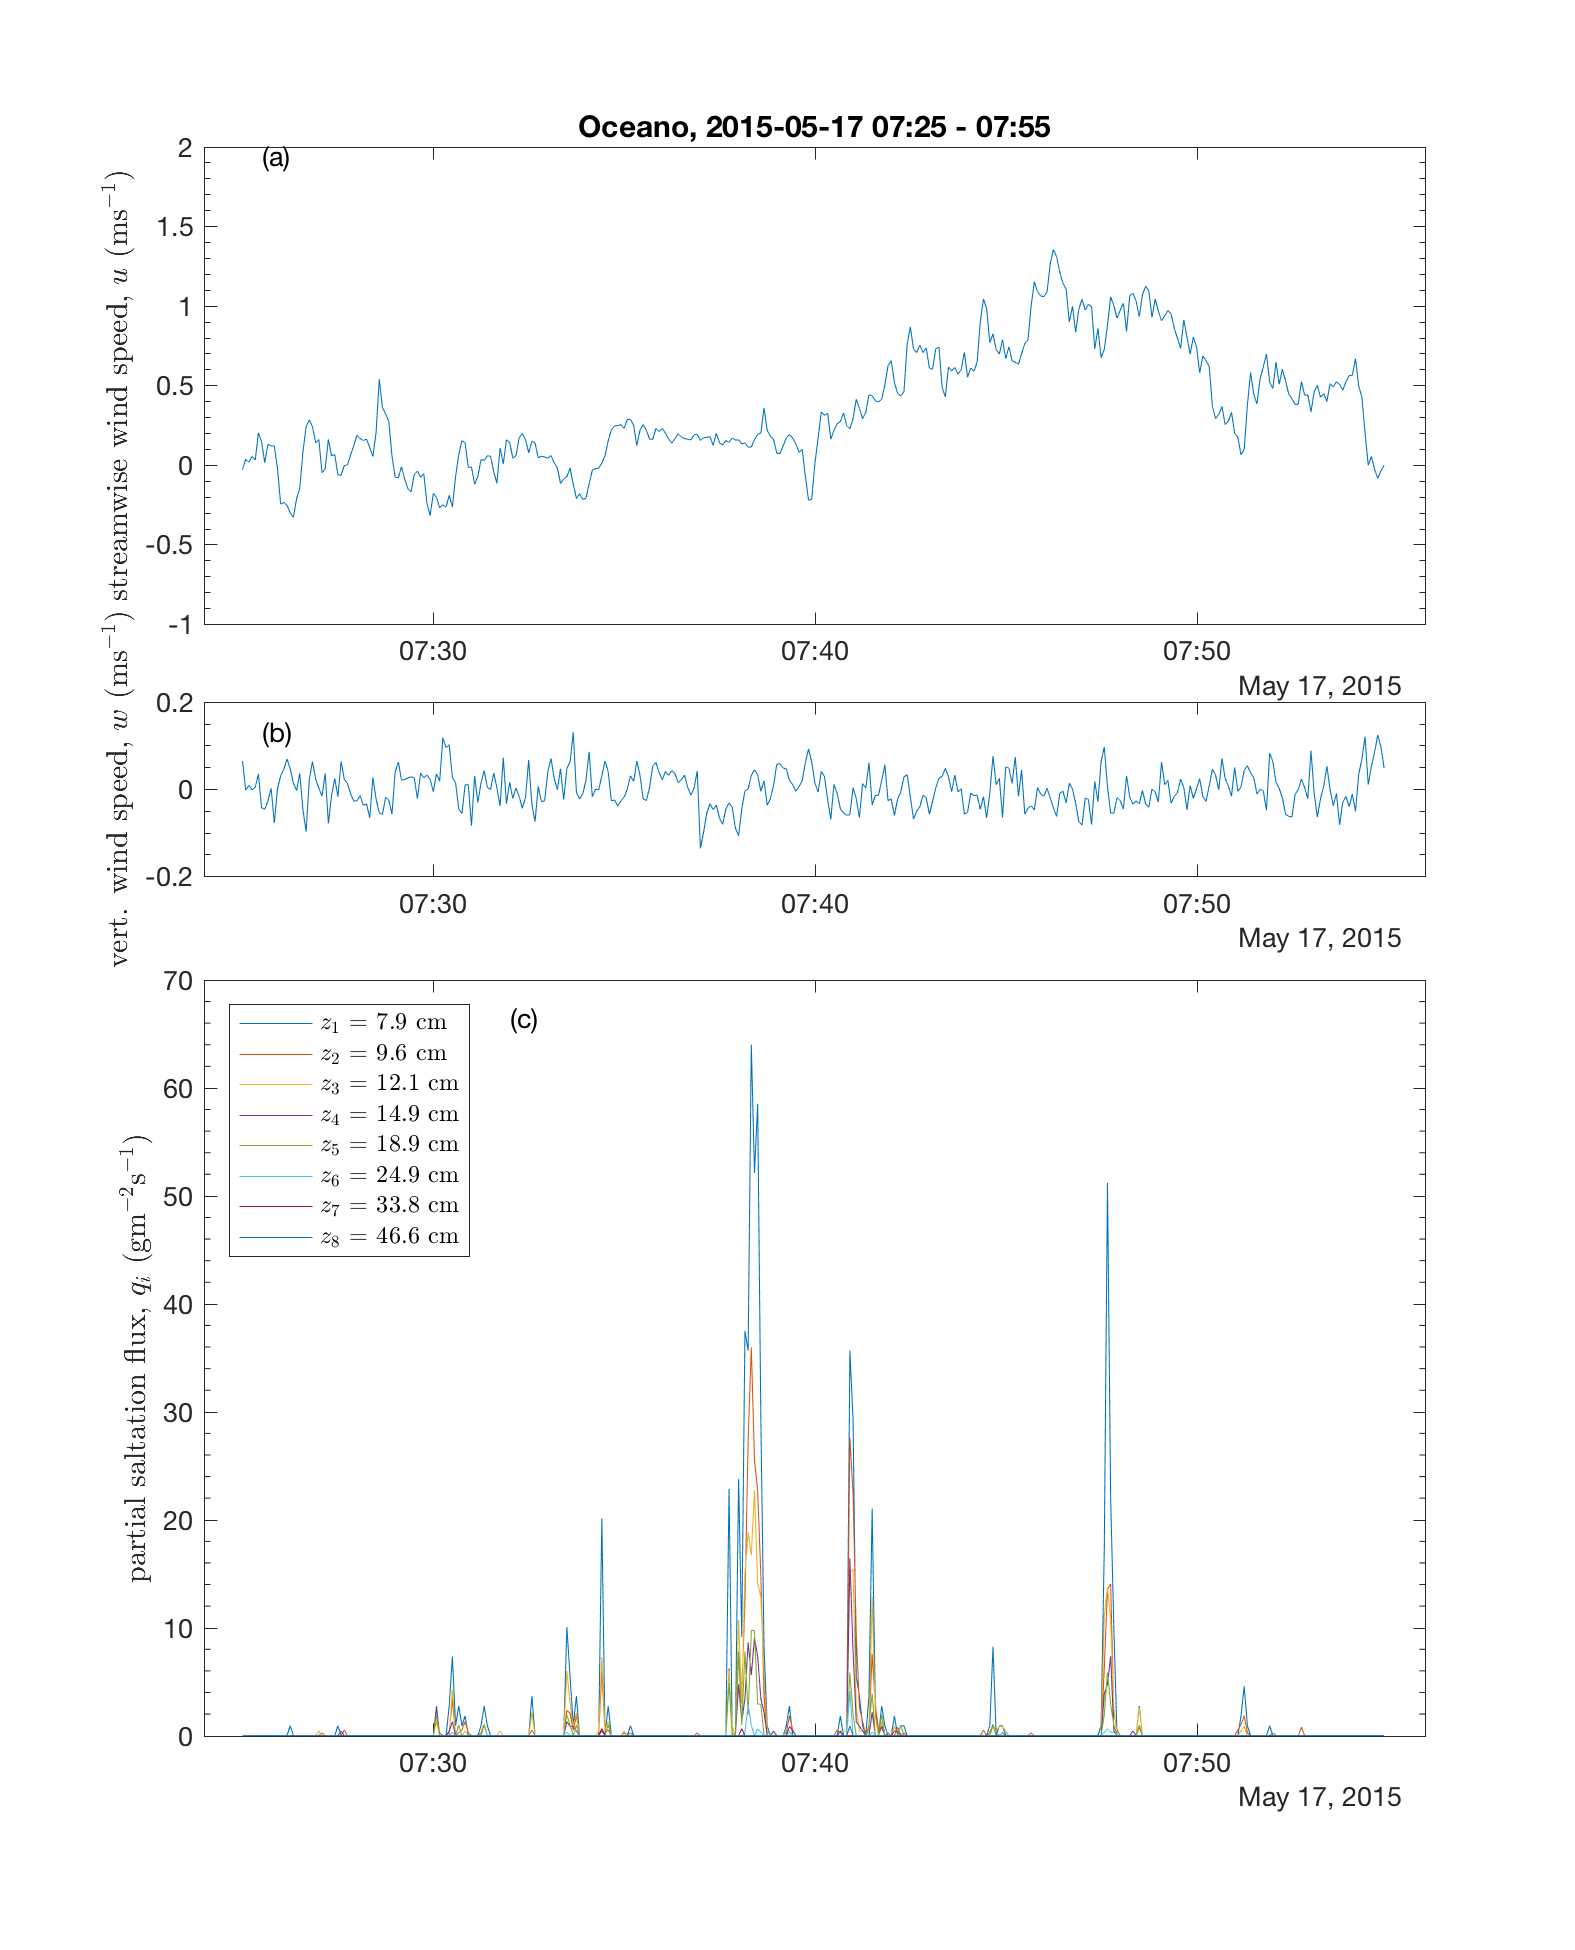 Oceano, 2015-05-17 07:25 - 07:55
(a)
streamwise wind speed, u (ms⁻¹)
2
1.5
1
0.5
0
-0.5
-1
07:30 07:40 07:50
May 17, 2015
(b)
vert. wind speed, w (ms⁻¹)
0.2
0
-0.2
07:30 07:40 07:50
May 17, 2015
(c)
partial saltation flux, qᵢ (gm⁻²s⁻¹)
70
60
50
40
30
20
10
0
z₁ = 7.9 cm
z₂ = 9.6 cm
z₃ = 12.1 cm
z₄ = 14.9 cm
z₅ = 18.9 cm
z₆ = 24.9 cm
z₇ = 33.8 cm
z₈ = 46.6 cm
07:30 07:40 07:50
May 17, 2015